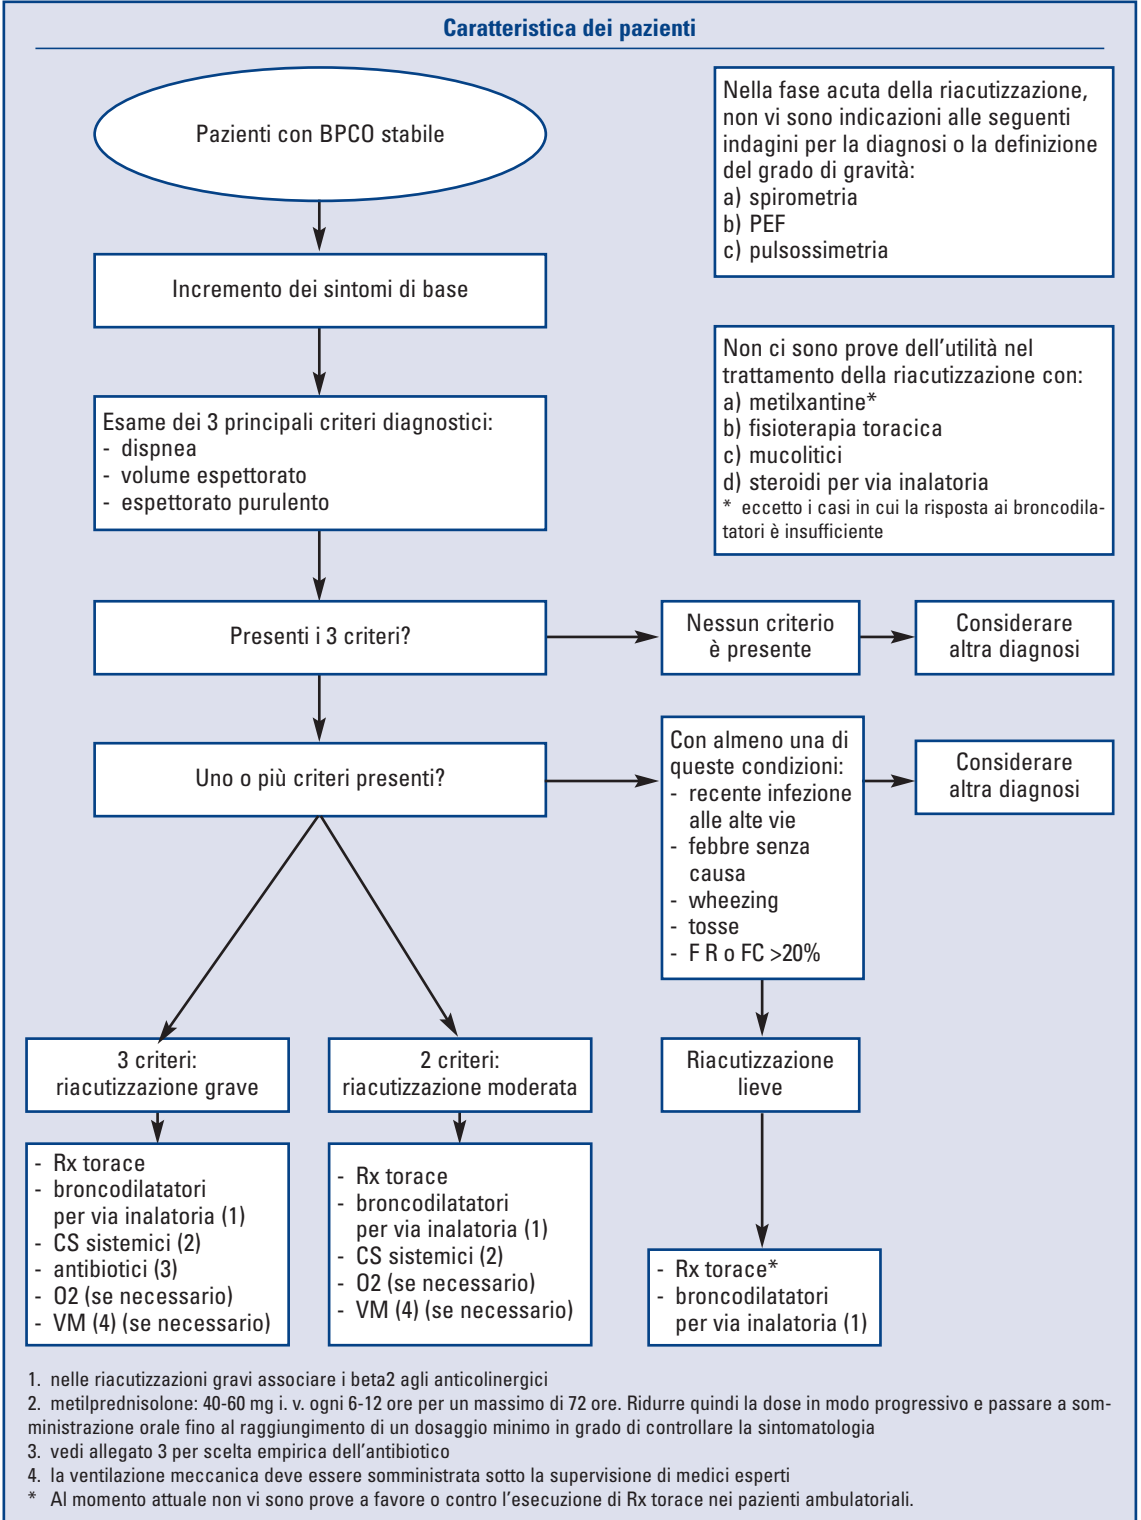 Caratteristica dei pazienti
Pazienti con BPCO stabile
Nella fase acuta della riacutizzazione,
non vi sono indicazioni alle seguenti
indagini per la diagnosi o la definizione
del grado di gravità:
a) spirometria
b) PEF
c) pulsossimetria
Incremento dei sintomi di base
Non ci sono prove dell'utilità nel
trattamento della riacutizzazione con:
a) metilxantine*
b) fisioterapia toracica
c) mucolitici
d) steroidi per via inalatoria
* eccetto i casi in cui la risposta ai broncodila-
tatori è insufficiente
Esame dei 3 principali criteri diagnostici:
- dispnea
- volume espettorato
- espettorato purulento
Presenti i 3 criteri?
Nessun criterio
è presente
Considerare
altra diagnosi
Uno o più criteri presenti?
Con almeno una di
queste condizioni:
- recente infezione
alle alte vie
- febbre senza
causa
- wheezing
- tosse
- F R o FC >20%
Considerare
altra diagnosi
3 criteri:
riacutizzazione grave
2 criteri:
riacutizzazione moderata
Riacutizzazione
lieve
- Rx torace
- broncodilatatori
per via inalatoria (1)
- CS sistemici (2)
- antibiotici (3)
- O2 (se necessario)
- VM (4) (se necessario)
- Rx torace
- broncodilatatori
per via inalatoria (1)
- CS sistemici (2)
- O2 (se necessario)
- VM (4) (se necessario)
- Rx torace*
- broncodilatatori
per via inalatoria (1)
1. nelle riacutizzazioni gravi associare i beta2 agli anticolinergici
2. metilprednisolone: 40-60 mg i. v. ogni 6-12 ore per un massimo di 72 ore. Ridurre quindi la dose in modo progressivo e passare a som-
ministrazione orale fino al raggiungimento di un dosaggio minimo in grado di controllare la sintomatologia
3. vedi allegato 3 per scelta empirica dell'antibiotico
4. la ventilazione meccanica deve essere somministrata sotto la supervisione di medici esperti
* Al momento attuale non vi sono prove a favore o contro l'esecuzione di Rx torace nei pazienti ambulatoriali.